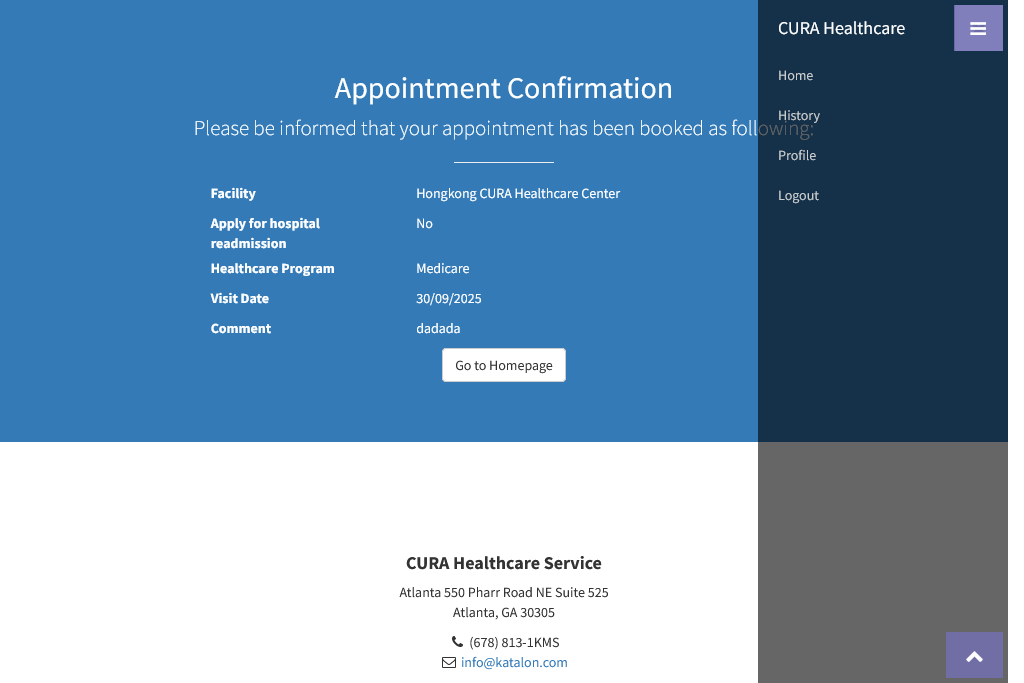 Appointment Confirmation
Please be informed that your appointment has been booked as following:
Facility Hongkong CURA Healthcare Center
Apply for hospital readmission No
Healthcare Program Medicare
Visit Date 30/09/2025
Comment dadada
Go to Homepage
CURA Healthcare
Home
History
Profile
Logout
CURA Healthcare Service
Atlanta 550 Pharr Road NE Suite 525
Atlanta, GA 30305
(678) 813-1KMS
info@katalon.com